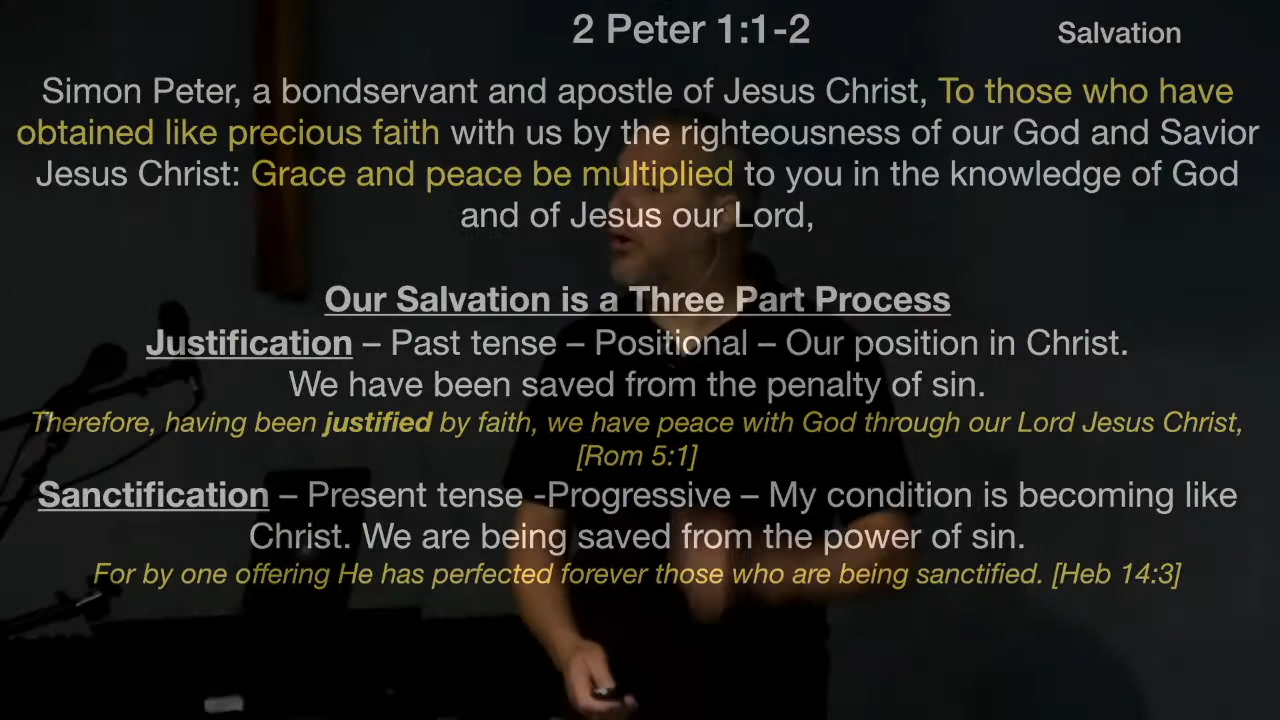 2 Peter 1:1-2
Salvation
Simon Peter, a bondservant and apostle of Jesus Christ, To those who have
obtained like precious faith with us by the righteousness of our God and Savior
Jesus Christ: Grace and peace be multiplied to you in the knowledge of God
and of Jesus our Lord,
Our Salvation is a Three Part Process
Justification – Past tense – Positional – Our position in Christ.
We have been saved from the penalty of sin.
Therefore, having been justified by faith, we have peace with God through our Lord Jesus Christ,
[Rom 5:1]
Sanctification – Present tense -Progressive – My condition is becoming like
Christ. We are being saved from the power of sin.
For by one offering He has perfected forever those who are being sanctified. [Heb 14:3]